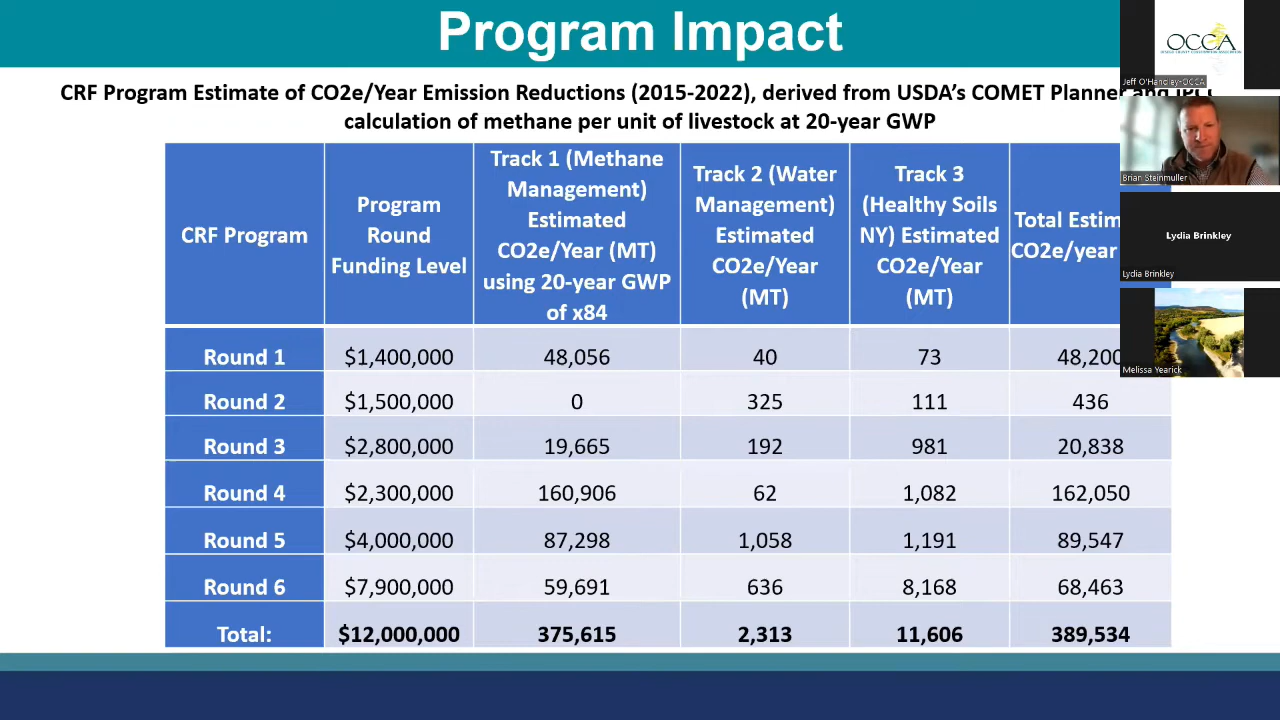 Program Impact
CRF Program Estimate of CO2e/Year Emission Reductions (2015-2022), derived from USDA's COMET Planner and
calculation of methane per unit of livestock at 20-year GWP
CRF Program
Program
Round
Funding Level
Track 1 (Methane
Management)
Estimated
CO2e/Year (MT)
using 20-year GWP
of x84
Track 2 (Water
Management)
Estimated
CO2e/Year
(MT)
Track 3
(Healthy Soils
NY) Estimated
CO2e/Year
(MT)
Total Estim
CO2e/year
Round 1 $1,400,000 48,056 40 73 48,200
Round 2 $1,500,000 0 325 111 436
Round 3 $2,800,000 19,665 192 981 20,838
Round 4 $2,300,000 160,906 62 1,082 162,050
Round 5 $4,000,000 87,298 1,058 1,191 89,547
Round 6 $7,900,000 59,691 636 8,168 68,463
Total: $12,000,000 375,615 2,313 11,606 389,534
OCCA
Jeff O'Handley-OCCA
Brian Steinmuller
Lydia Brinkley
Lydia Brinkley
Melissa Yearick